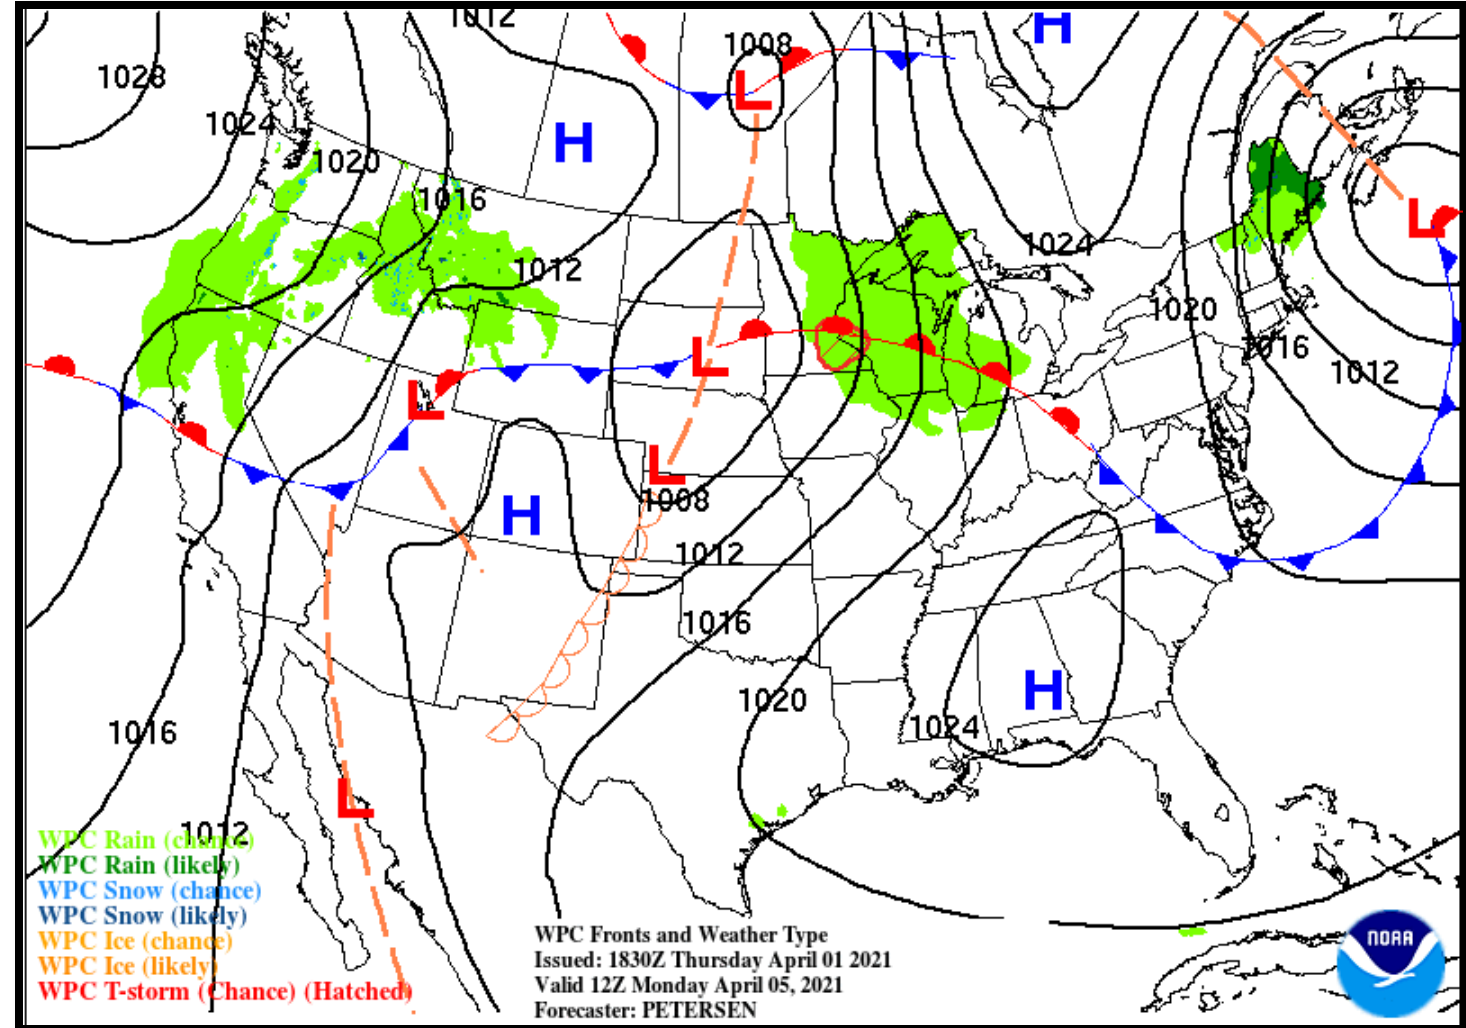 1012
H
1008
1028
L
1024
H
1020
1016
L
1024
1012
1020
L
1016
1012
L
L
1008
H
1012
1016
H
1020
1024
1016
L
1012
WPC Rain (chance)
WPC Rain (likely)
WPC Snow (chance)
WPC Snow (likely)
WPC Ice (chance)
WPC Ice (likely)
WPC T-storm (Chance) (Hatched)
WPC Fronts and Weather Type
Issued: 1830Z Thursday April 01 2021
Valid 12Z Monday April 05, 2021
Forecaster: PETERSEN
NOAA